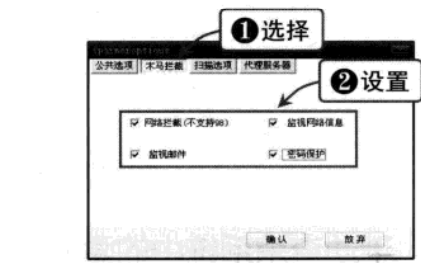 ❶选择
公共选项 木马拦截 扫描选项 代理服务器
❷设置
网络拦截(不支持98) 监视网络信息
监视邮件 密码保护
确认 放弃